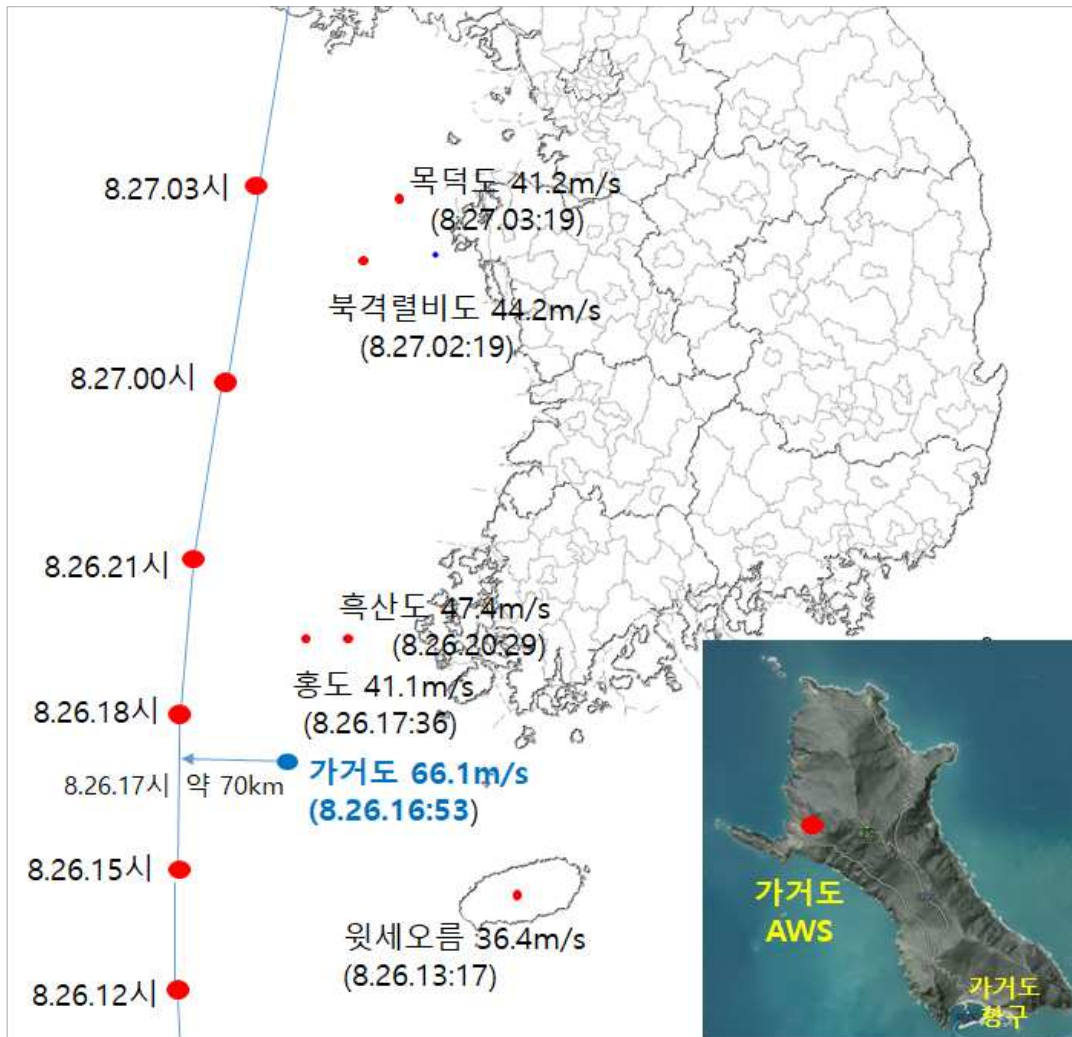 8.27.03시
목덕도 41.2m/s
(8.27.03:19)
북격렬비도 44.2m/s
(8.27.02:19)
8.27.00시
8.26.21시
흑산도 47.4m/s
(8.26.20:29)
홍도 41.1m/s
(8.26.17:36)
8.26.18시
8.26.17시 약 70km
가거도 66.1m/s
(8.26.16:53)
8.26.15시
윗세오름 36.4m/s
(8.26.13:17)
8.26.12시
가거도
AWS
가거도
항구